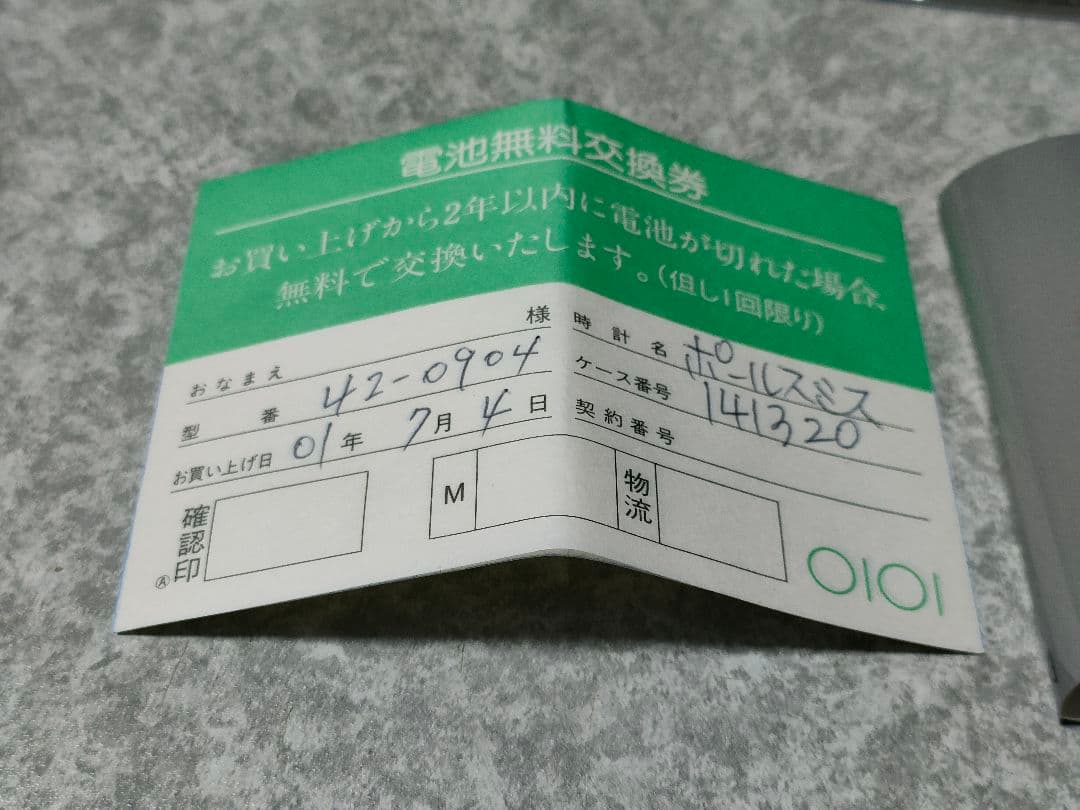 電池無料交換券
お買い上げから2年以内に電池が切れた場合、
無料で交換いたします。(但し1回限り)
おなまえ 様
型番 42-0904
お買い上げ日 01年 7月 4日
時計名 ポールスミス
ケース番号 141320
契約番号
確認印
Ⓐ
M
物流
OIOI